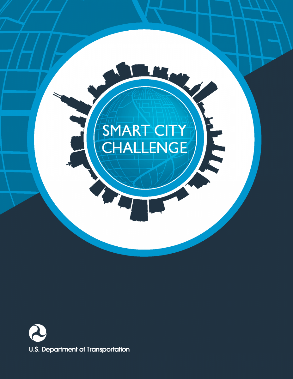 SMART CITY
CHALLENGE
U.S. Department of Transportation